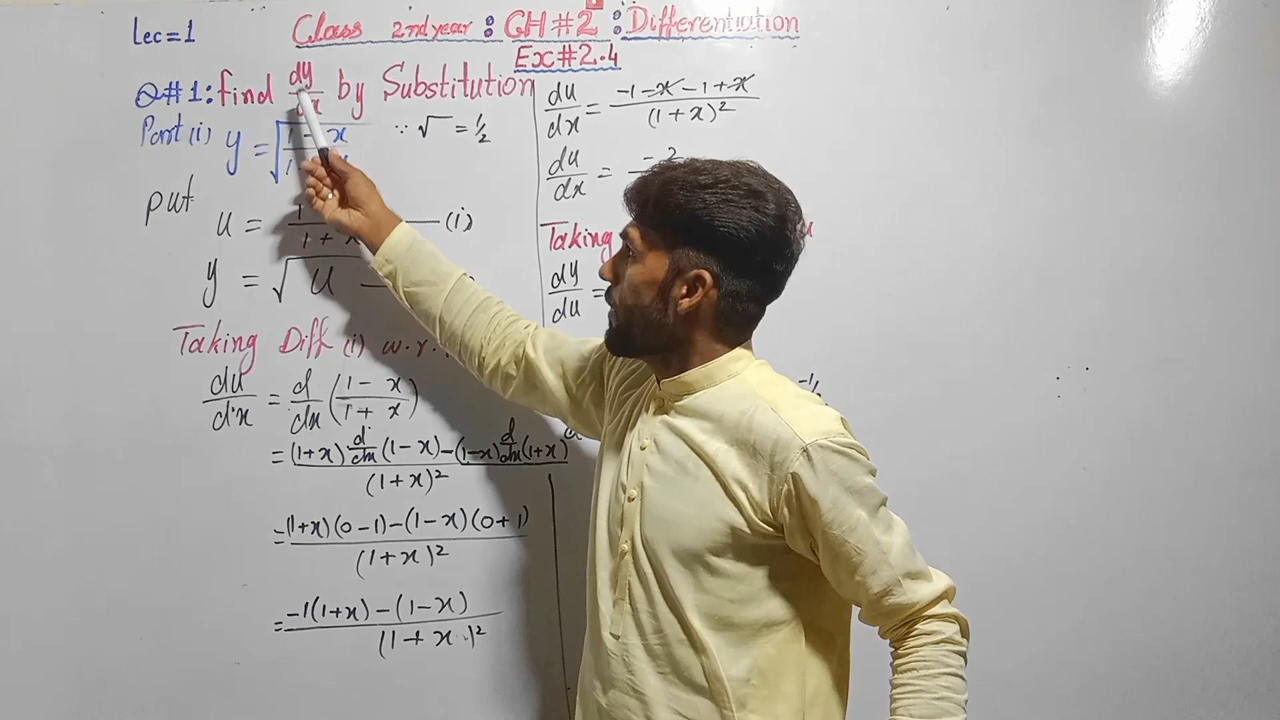 Lec=1
Class 2nd year : CH#2 : Differentiation
Ex#2.4
Q#1: find dy/dx by Substitution
Part (i) y = √(1-x / 1 ∵ √ = 1/2
put
u = 1 / 1+x — (i)
y = √u —
Taking Diff (i) w.r.
du/dx = d/dx (1-x / 1+x)
= (1+x) d/dx (1-x) - (1-x) d/dx (1+x) / (1+x)²
= (1+x)(0-1)-(1-x)(0+1) / (1+x)²
= -1(1+x)-(1-x) / (1+x)²
du/dx = -1-x-1+x / (1+x)²
du/dx = -2
Taking u
dy/du =
-1/